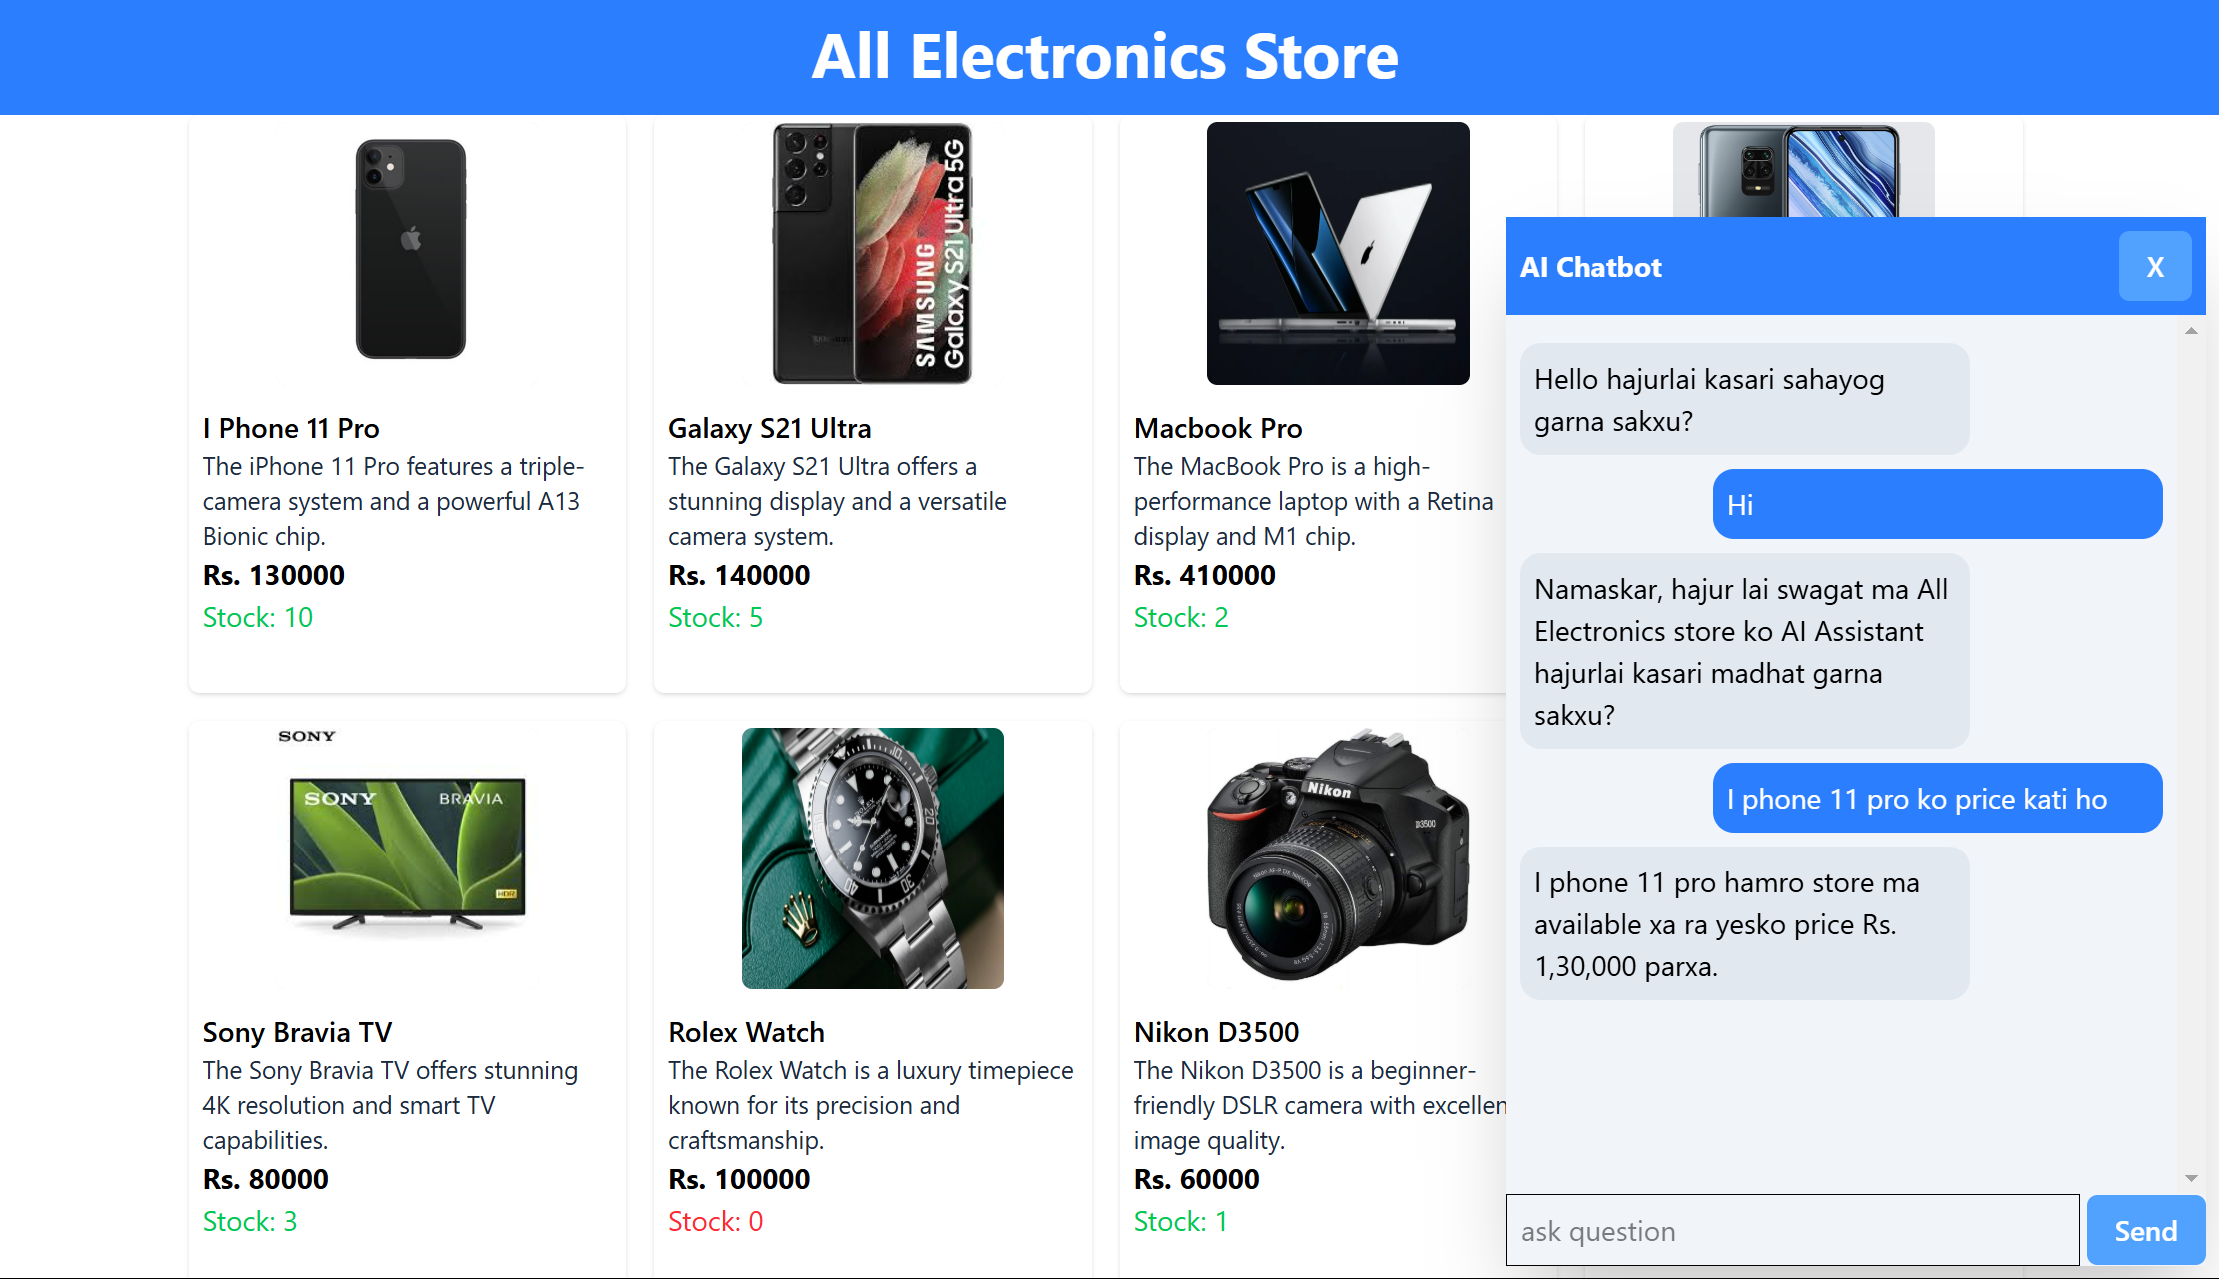 All Electronics Store
SAMSUNG
Galaxy S21 Ultra 5G
I Phone 11 Pro
The iPhone 11 Pro features a triple-
camera system and a powerful A13
Bionic chip.
Rs. 130000
Stock: 10
Galaxy S21 Ultra
The Galaxy S21 Ultra offers a
stunning display and a versatile
camera system.
Rs. 140000
Stock: 5
Macbook Pro
The MacBook Pro is a high-
performance laptop with a Retina
display and M1 chip.
Rs. 410000
Stock: 2
SONY
SONY BRAVIA
HDR
Sony Bravia TV
The Sony Bravia TV offers stunning
4K resolution and smart TV
capabilities.
Rs. 80000
Stock: 3
ROLEX
10
20
30
40
Rolex Watch
The Rolex Watch is a luxury timepiece
known for its precision and
craftsmanship.
Rs. 100000
Stock: 0
Nikon
D3500
Nikon D3500
The Nikon D3500 is a beginner-
friendly DSLR camera with excellen
image quality.
Rs. 60000
Stock: 1
AI Chatbot
X
Hello hajurlai kasari sahayog
garna sakxu?
Hi
Namaskar, hajur lai swagat ma All
Electronics store ko AI Assistant
hajurlai kasari madhat garna
sakxu?
I phone 11 pro ko price kati ho
I phone 11 pro hamro store ma
available xa ra yesko price Rs.
1,30,000 parxa.
ask question
Send